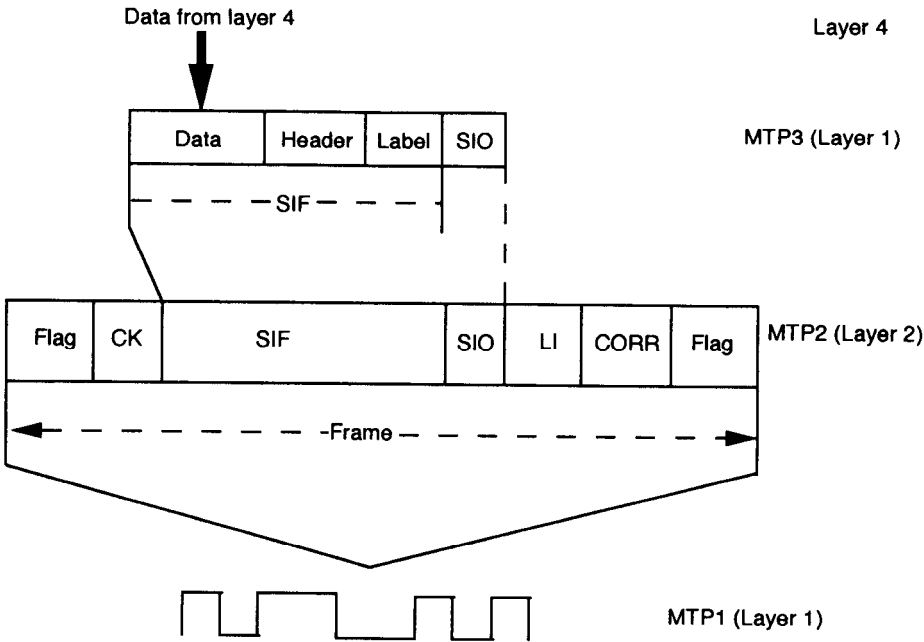 Data from layer 4
Layer 4
Data Header Label SIO
MTP3 (Layer 1)
SIF
Flag CK SIF SIO LI CORR Flag
MTP2 (Layer 2)
Frame
MTP1 (Layer 1)